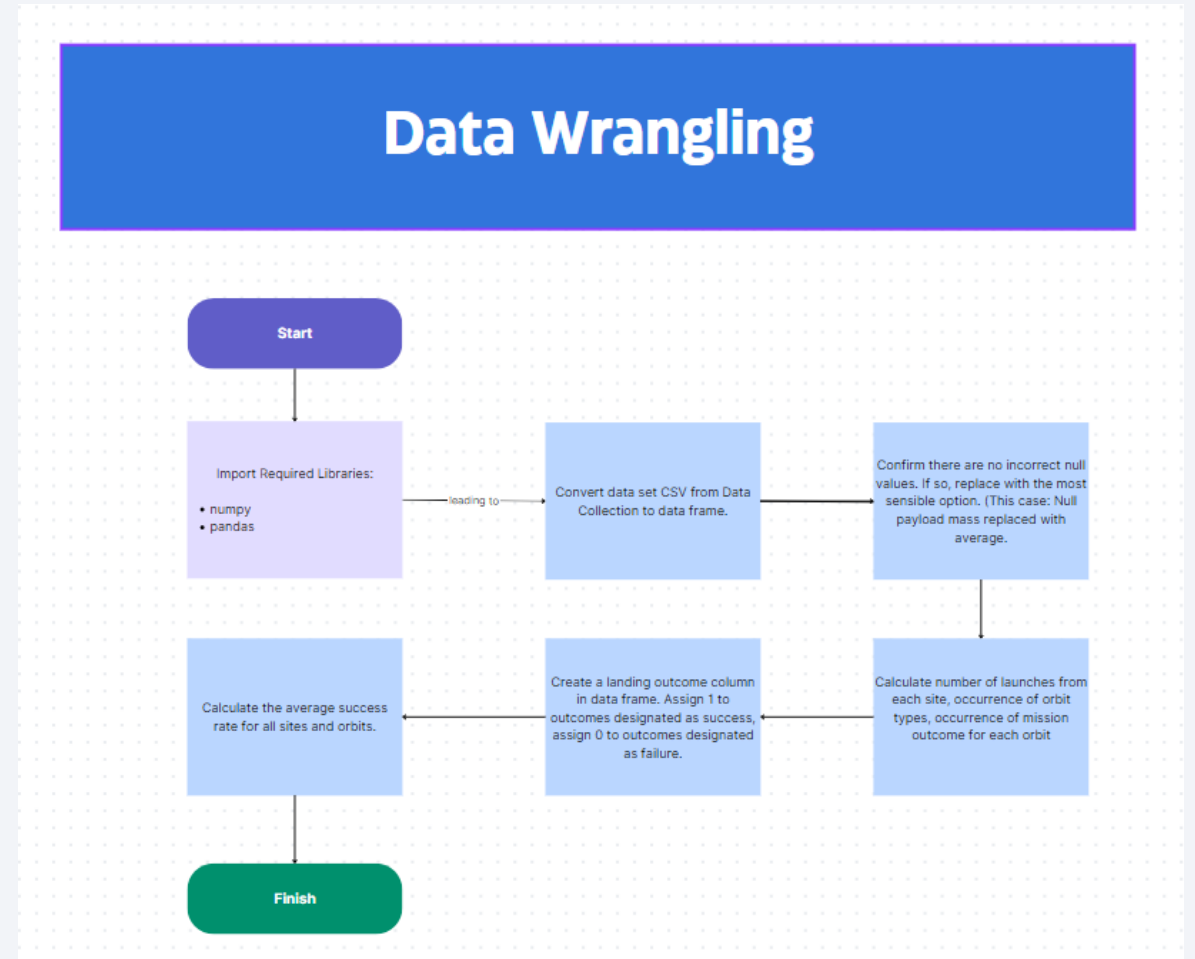 Data Wrangling
Start
Import Required Libraries:
• numpy
• pandas
leading to
Convert data set CSV from Data
Collection to data frame.
Confirm there are no incorrect null
values. If so, replace with the most
sensible option. (This case: Null
payload mass replaced with
average.
Calculate number of launches from
each site, occurrence of orbit
types, occurrence of mission
outcome for each orbit
Create a landing outcome column
in data frame. Assign 1 to
outcomes designated as success,
assign 0 to outcomes designated
as failure.
Calculate the average success
rate for all sites and orbits.
Finish